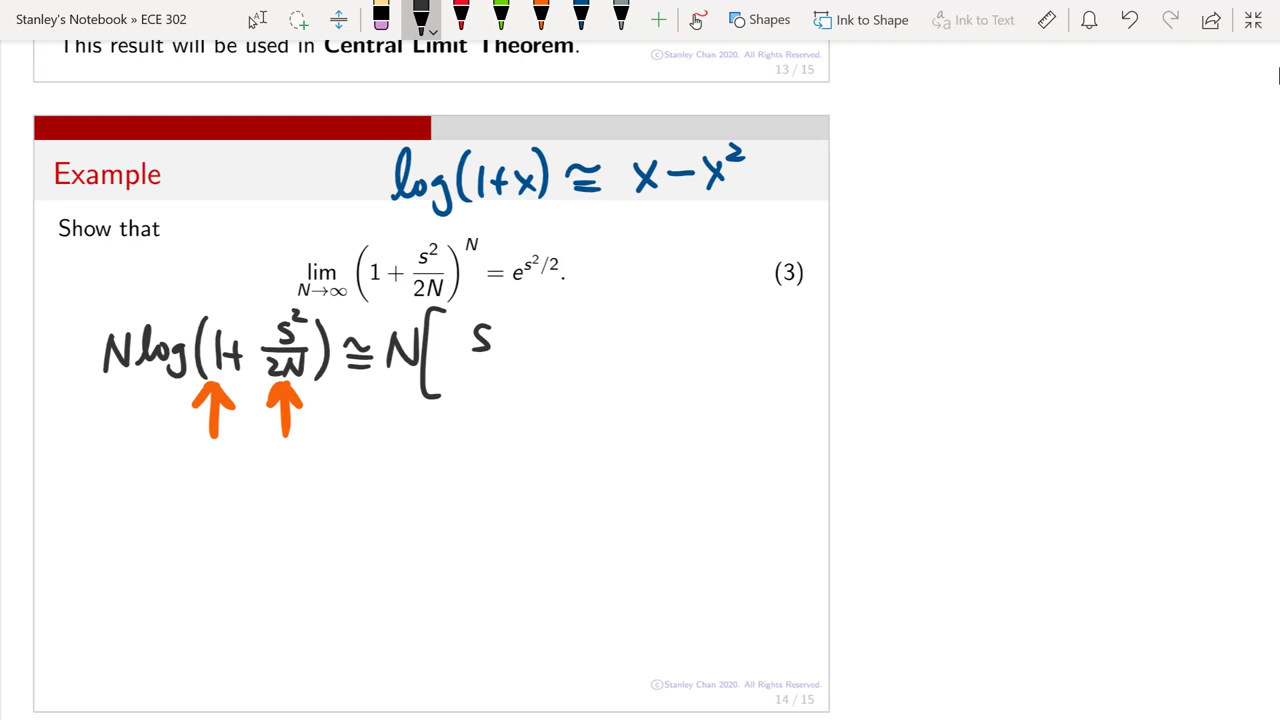 Stanley's Notebook » ECE 302
Shapes
Ink to Shape
Ink to Text
This result will be used in Central Limit Theorem.
©Stanley Chan 2020. All Rights Reserved.
13 / 15
Example
log(1+x) ≅ x − x²
Show that
lim_{N→∞} (1 + s²/2N)^N = e^{s²/2}. (3)
N log(1+ s²/2N) ≅ N[ s
©Stanley Chan 2020. All Rights Reserved.
14 / 15